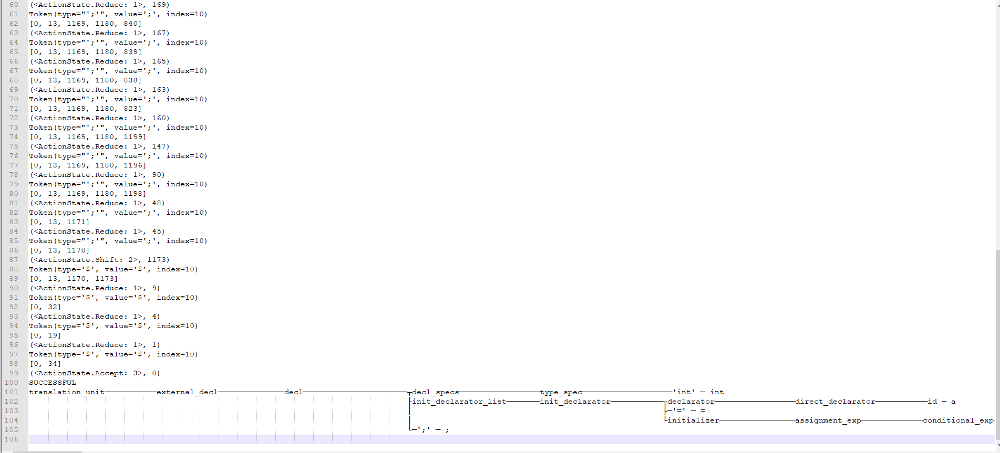 60 (<ActionState.Reduce: 1>, 169)
61 Token(type="';'", value=';', index=10)
62 [0, 13, 1169, 1180, 840]
63 (<ActionState.Reduce: 1>, 167)
64 Token(type="';'", value=';', index=10)
65 [0, 13, 1169, 1180, 839]
66 (<ActionState.Reduce: 1>, 165)
67 Token(type="';'", value=';', index=10)
68 [0, 13, 1169, 1180, 838]
69 (<ActionState.Reduce: 1>, 163)
70 Token(type="';'", value=';', index=10)
71 [0, 13, 1169, 1180, 823]
72 (<ActionState.Reduce: 1>, 160)
73 Token(type="';'", value=';', index=10)
74 [0, 13, 1169, 1180, 1199]
75 (<ActionState.Reduce: 1>, 147)
76 Token(type="';'", value=';', index=10)
77 [0, 13, 1169, 1180, 1196]
78 (<ActionState.Reduce: 1>, 90)
79 Token(type="';'", value=';', index=10)
80 [0, 13, 1169, 1180, 1198]
81 (<ActionState.Reduce: 1>, 48)
82 Token(type="';'", value=';', index=10)
83 [0, 13, 1171]
84 (<ActionState.Reduce: 1>, 45)
85 Token(type="';'", value=';', index=10)
86 [0, 13, 1170]
87 (<ActionState.Shift: 2>, 1173)
88 Token(type='$', value='$', index=10)
89 [0, 13, 1170, 1173]
90 (<ActionState.Reduce: 1>, 9)
91 Token(type='$', value='$', index=10)
92 [0, 32]
93 (<ActionState.Reduce: 1>, 4)
94 Token(type='$', value='$', index=10)
95 [0, 19]
96 (<ActionState.Reduce: 1>, 1)
97 Token(type='$', value='$', index=10)
98 [0, 34]
99 (<ActionState.Accept: 3>, 0)
100 SUCCESSFUL
101 translation_unit───────────external_decl──────────────decl──────────────────────┬decl_specs─────────────────type_spec───────────────────'int' ─ int
102 ├init_declarator_list───────init_declarator───────────┬declarator─────────────────direct_declarator───────────id ─ a
103 │ ├─'=' ─ =
104 │ └initializer────────────────assignment_exp─────────────conditional_exp
105 └─';' ─ ;
106